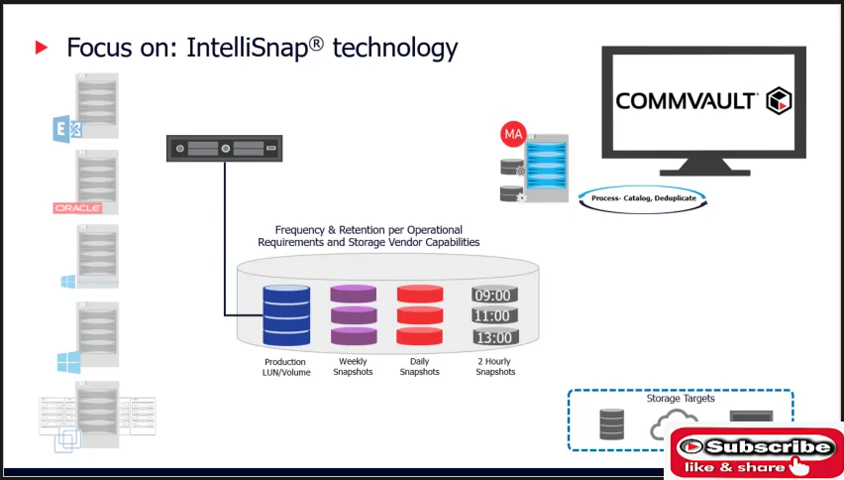 Focus on: IntelliSnap® technology
COMMVAULT
MA
E
ORACLE
Process- Catalog, Deduplicate
Frequency & Retention per Operational
Requirements and Storage Vendor Capabilities
09:00
11:00
13:00
Production
LUN/Volume
Weekly
Snapshots
Daily
Snapshots
2 Hourly
Snapshots
Storage Targets
Subscribe
like & share